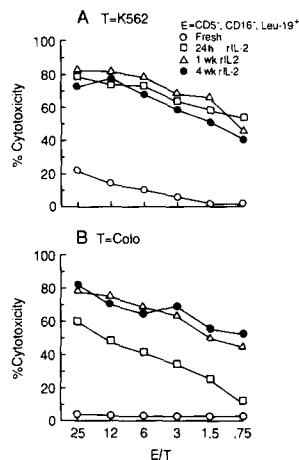 A T=K562
E=CD5⁻, CD16⁻, Leu-19⁺
Fresh
24h rIL-2
1 wk rIL2
4 wk rIL-2
% Cytotoxicity
100
80
60
40
20
0
B T=Colo
%Cytotoxicity
100
80
60
40
20
0
25 12 6 3 1.5 .75
E/T